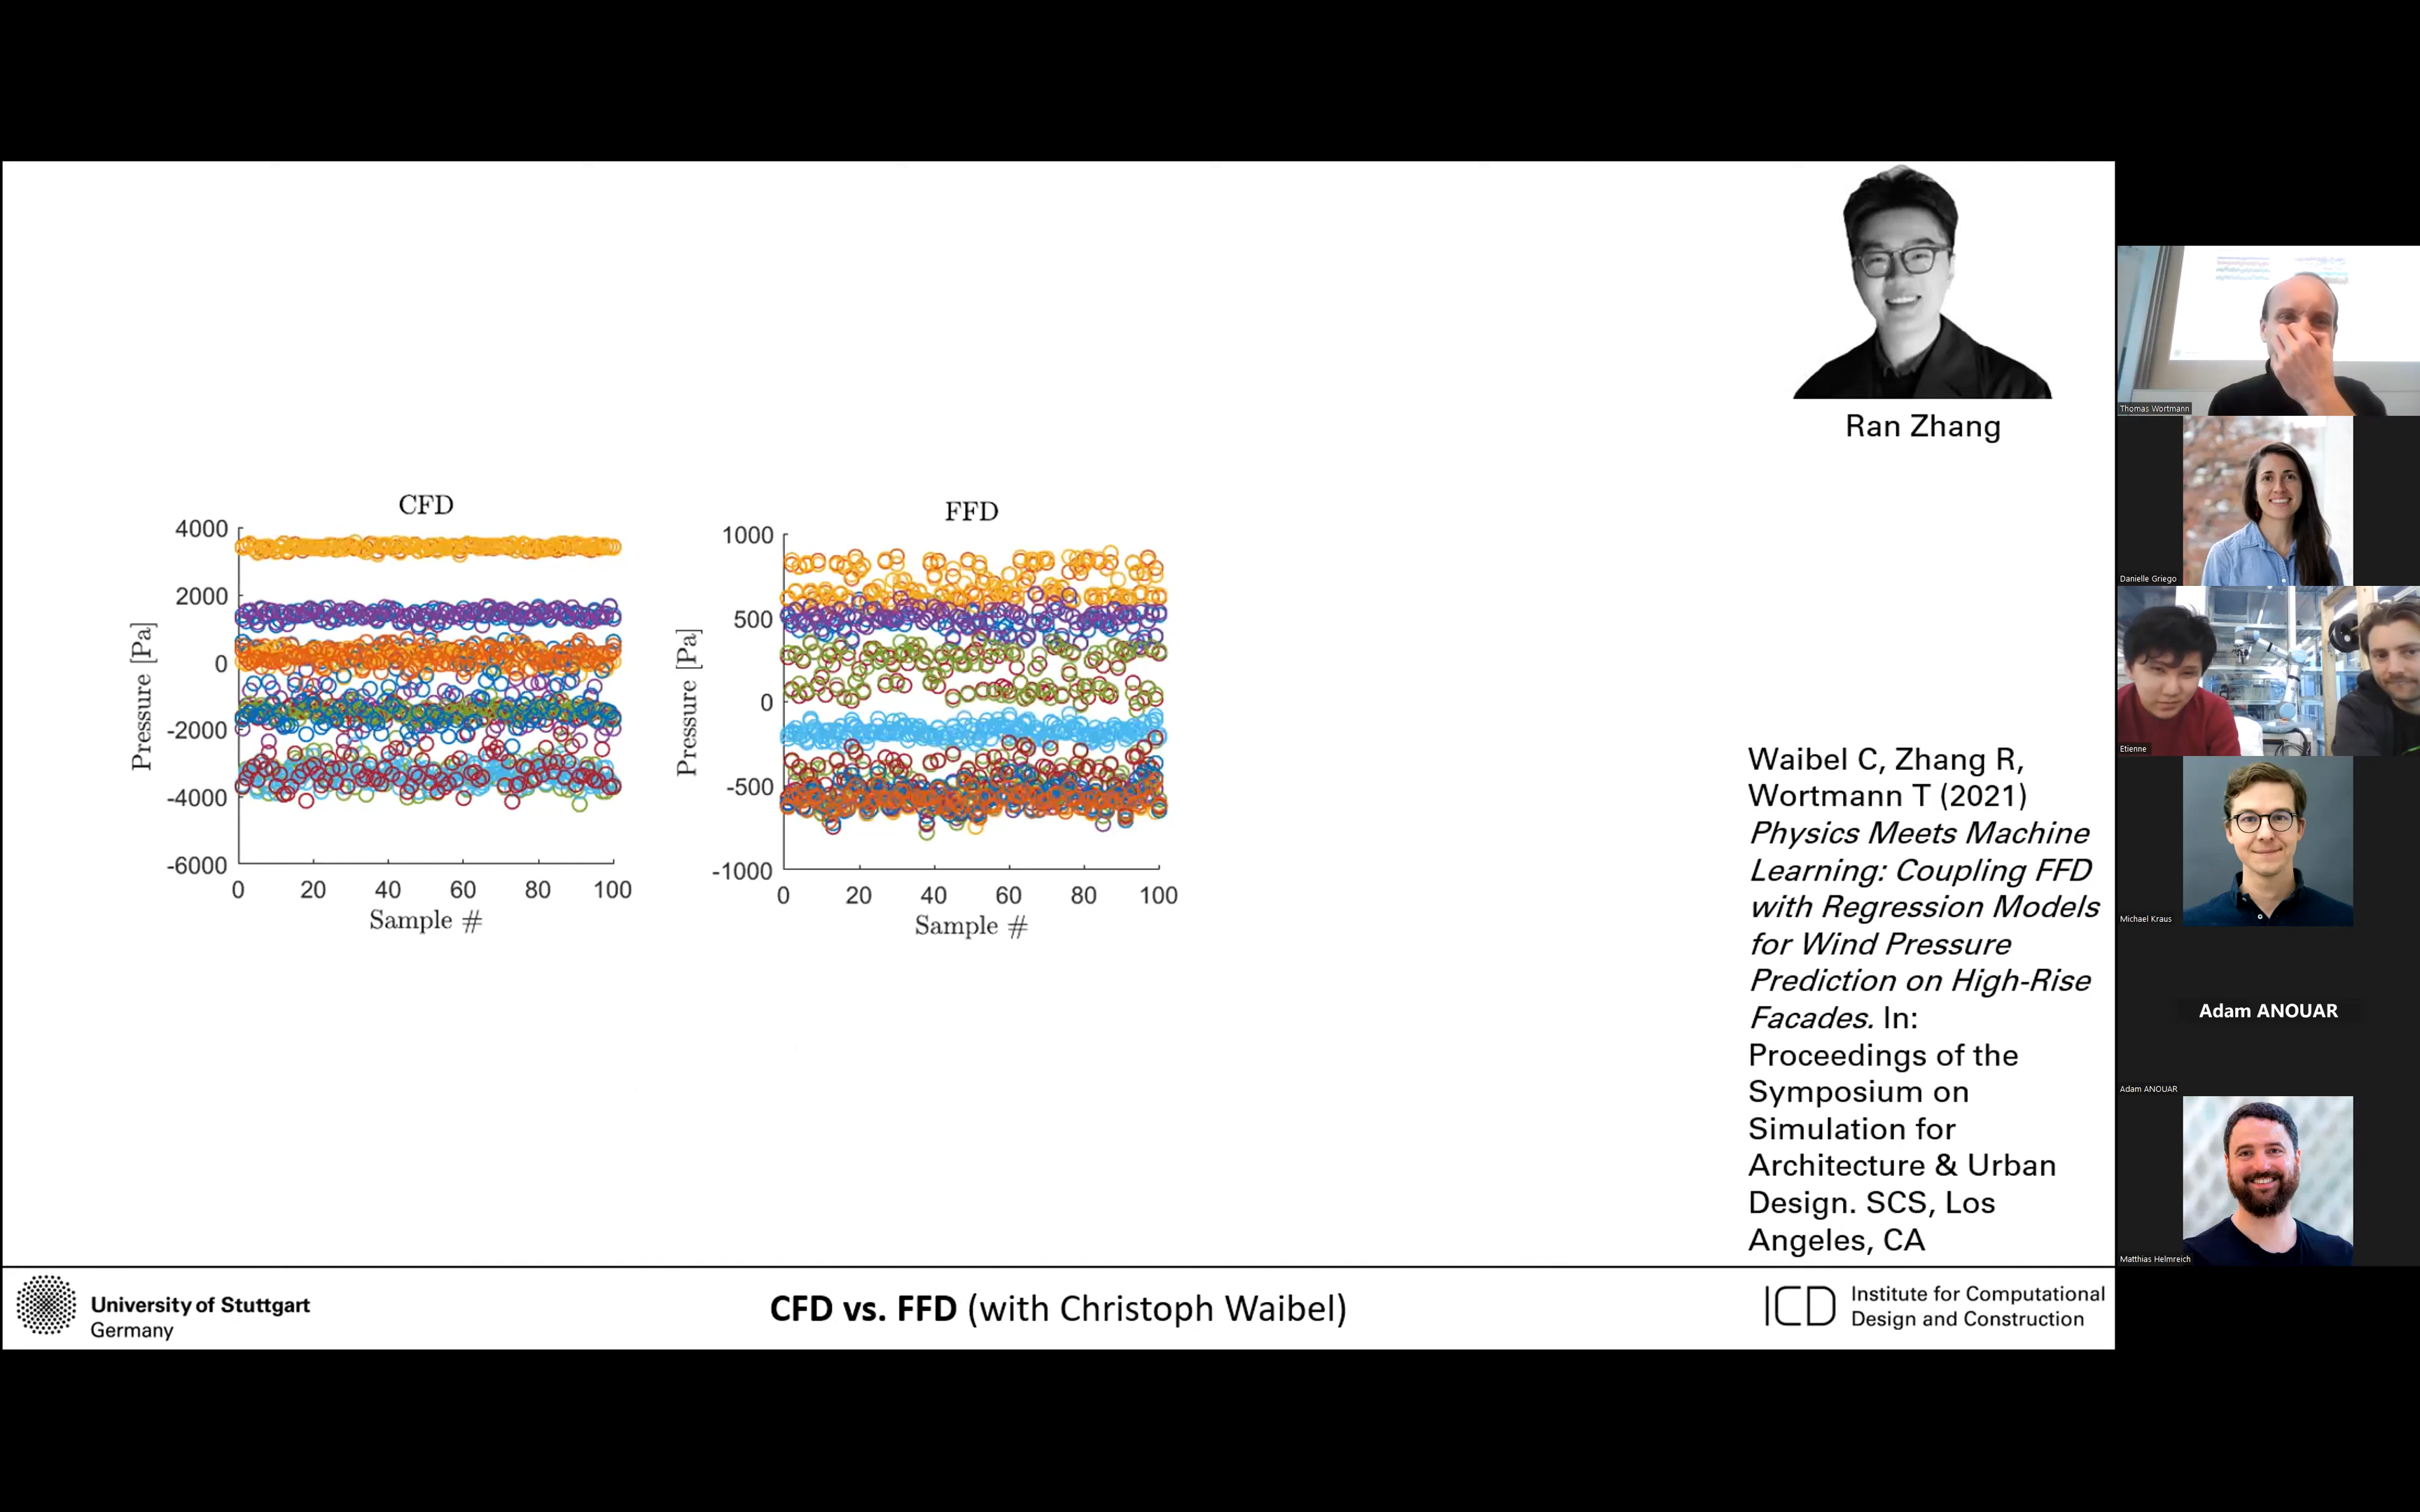 Ran Zhang
CFD
4000
2000
0
-2000
-4000
-6000
Pressure [Pa]
0 20 40 60 80 100
Sample #
FFD
1000
500
0
-500
-1000
Pressure [Pa]
0 20 40 60 80 100
Sample #
Waibel C, Zhang R,
Wortmann T (2021)
Physics Meets Machine
Learning: Coupling FFD
with Regression Models
for Wind Pressure
Prediction on High-Rise
Facades. In:
Proceedings of the
Symposium on
Simulation for
Architecture & Urban
Design. SCS, Los
Angeles, CA
University of Stuttgart
Germany
CFD vs. FFD (with Christoph Waibel)
ICD
Institute for Computational
Design and Construction
Thomas Wortmann
Danielle Griego
Etienne
Michael Kraus
Adam ANOUAR
Adam ANOUAR
Matthias Helmreich